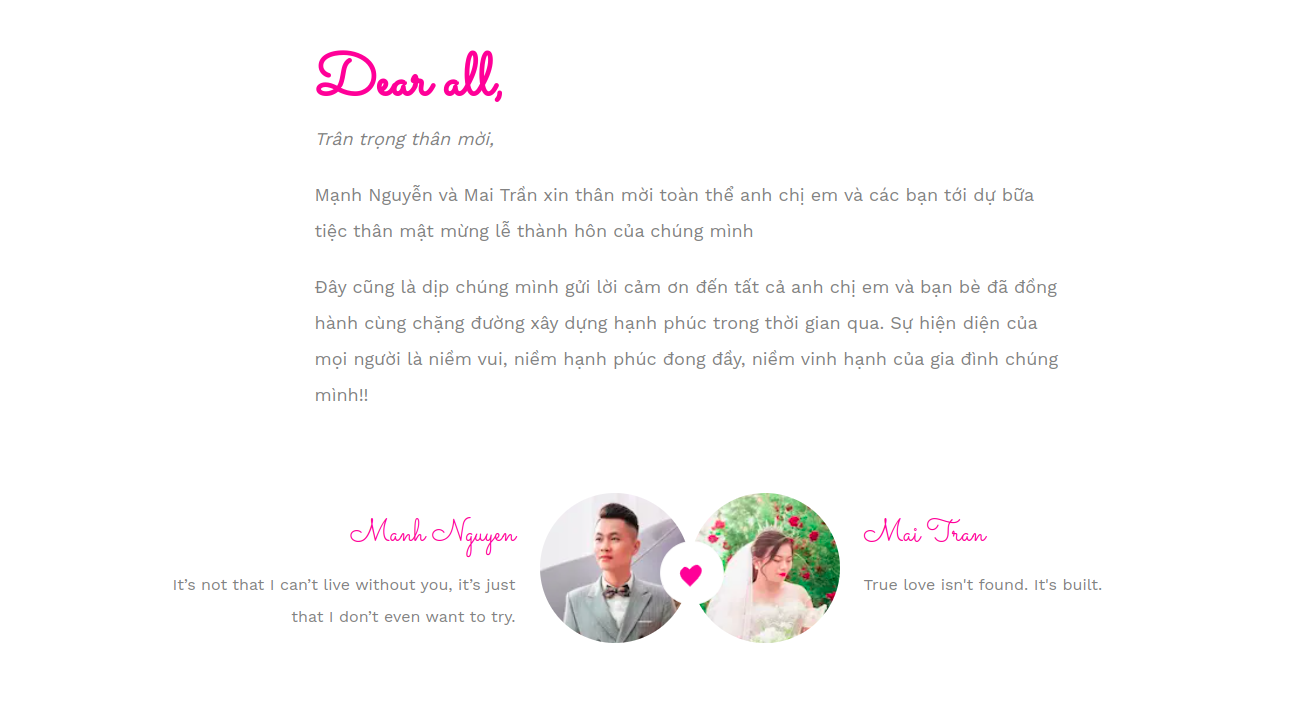 Dear all,
Trân trọng thân mời,
Mạnh Nguyễn và Mai Trần xin thân mời toàn thể anh chị em và các bạn tới dự bữa
tiệc thân mật mừng lễ thành hôn của chúng mình
Đây cũng là dịp chúng mình gửi lời cảm ơn đến tất cả anh chị em và bạn bè đã đồng
hành cùng chặng đường xây dựng hạnh phúc trong thời gian qua. Sự hiện diện của
mọi người là niềm vui, niềm hạnh phúc đong đầy, niềm vinh hạnh của gia đình chúng
mình!!
Manh Nguyen
It’s not that I can’t live without you, it’s just
that I don’t even want to try.
Mai Tran
True love isn't found. It's built.